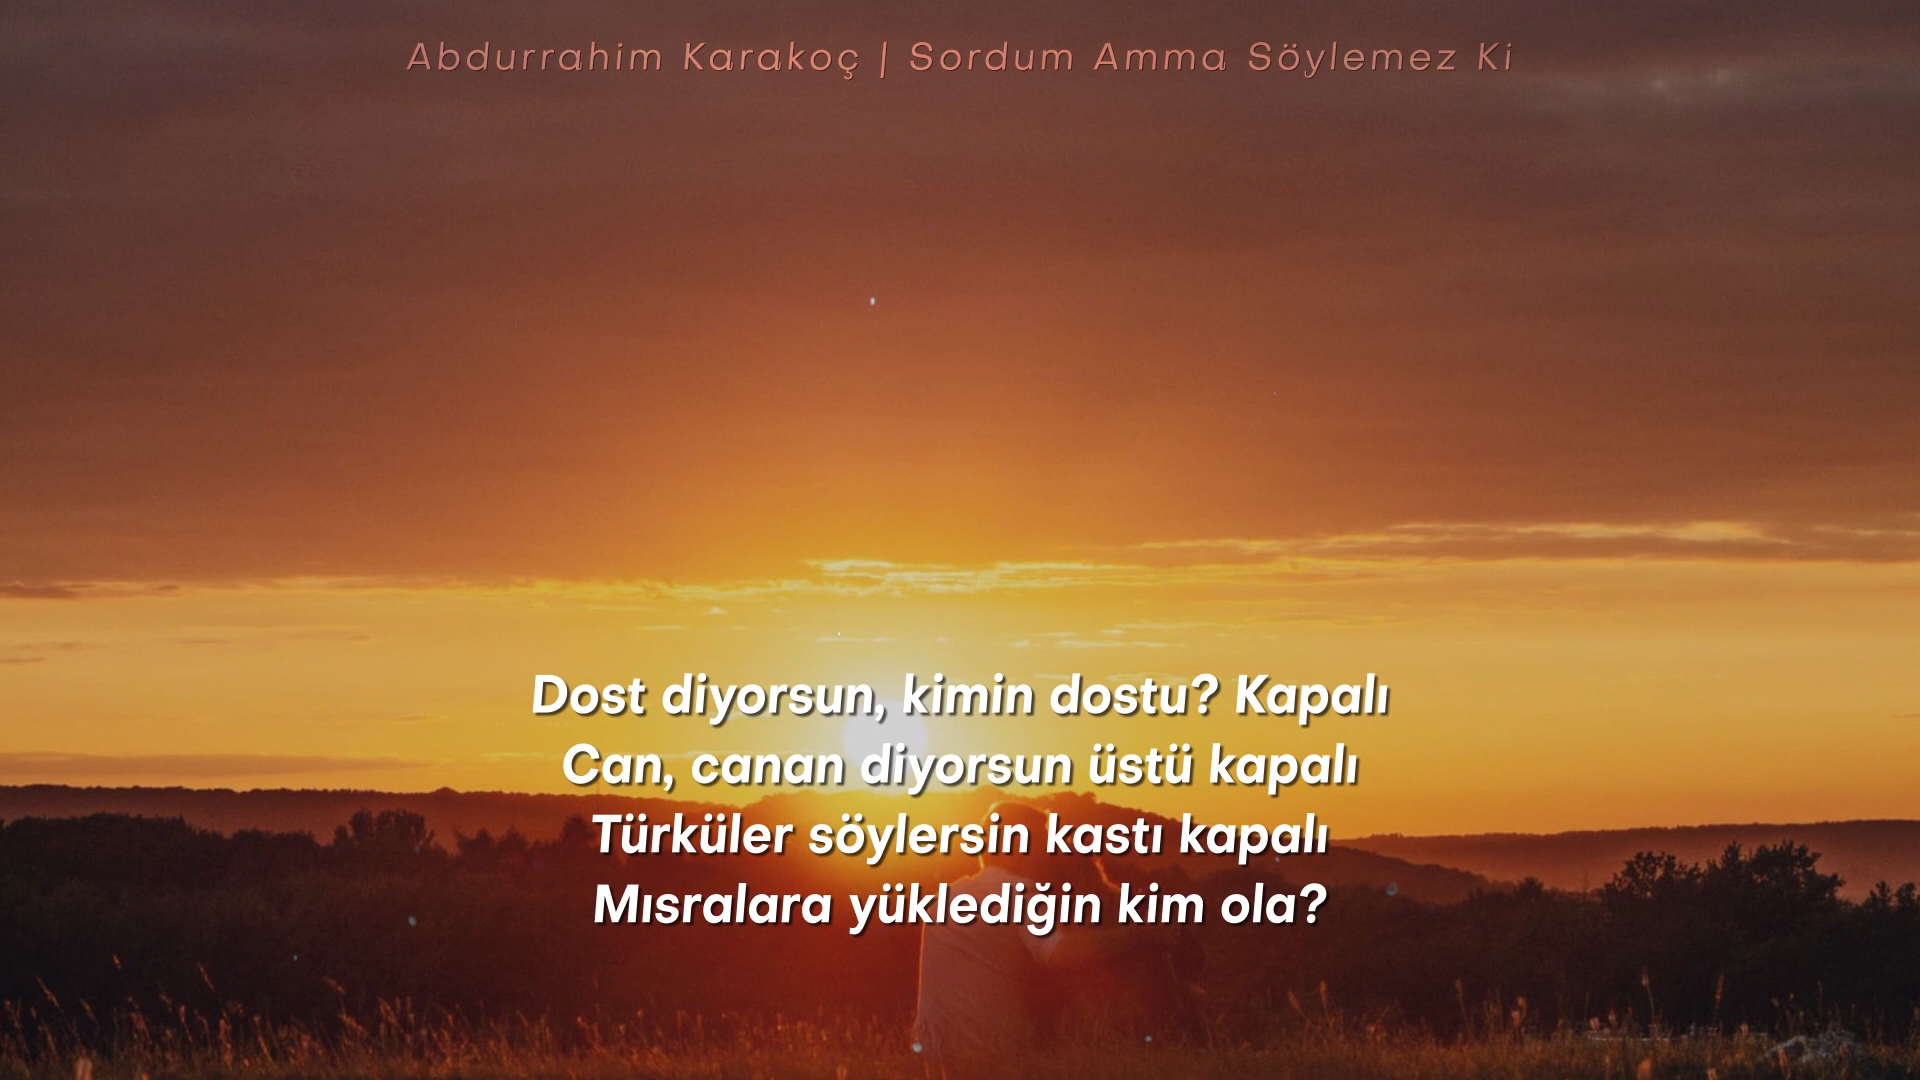 Abdurrahim Karakoç | Sordum Amma Söylemez Ki
Dost diyorsun, kimin dostu? Kapalı
Can, canan diyorsun üstü kapalı
Türküler söylersin kastı kapalı
Mısralara yüklediğin kim ola?